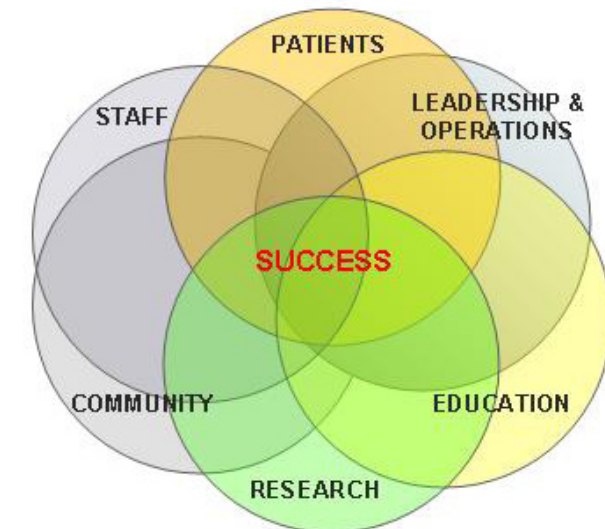 PATIENTS
LEADERSHIP &
OPERATIONS
STAFF
SUCCESS
COMMUNITY
EDUCATION
RESEARCH